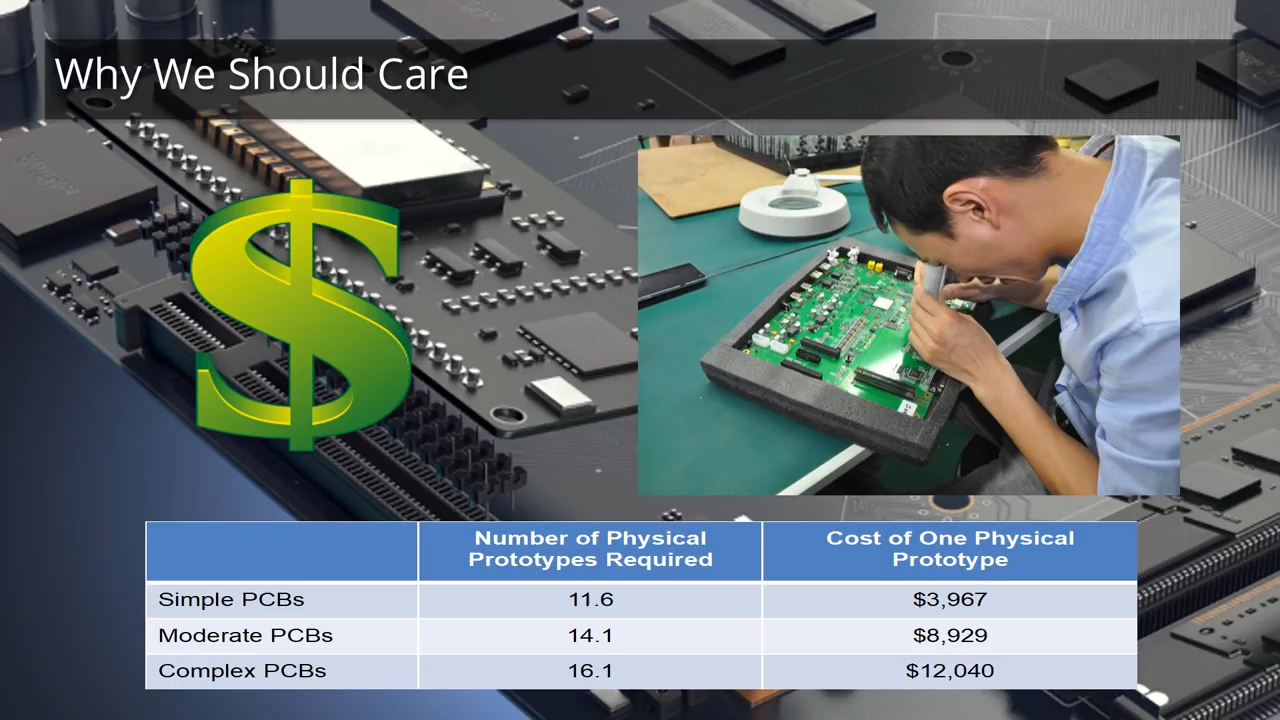 Why We Should Care
Number of Physical
Prototypes Required
Cost of One Physical
Prototype
Simple PCBs 11.6 $3,967
Moderate PCBs 14.1 $8,929
Complex PCBs 16.1 $12,040